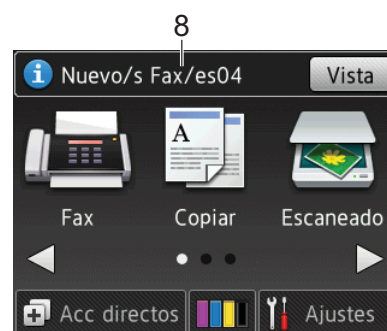 8
Nuevo/s Fax/es04
Vista
A
Fax
Copiar
Escaneado
Acc directos
Ajustes